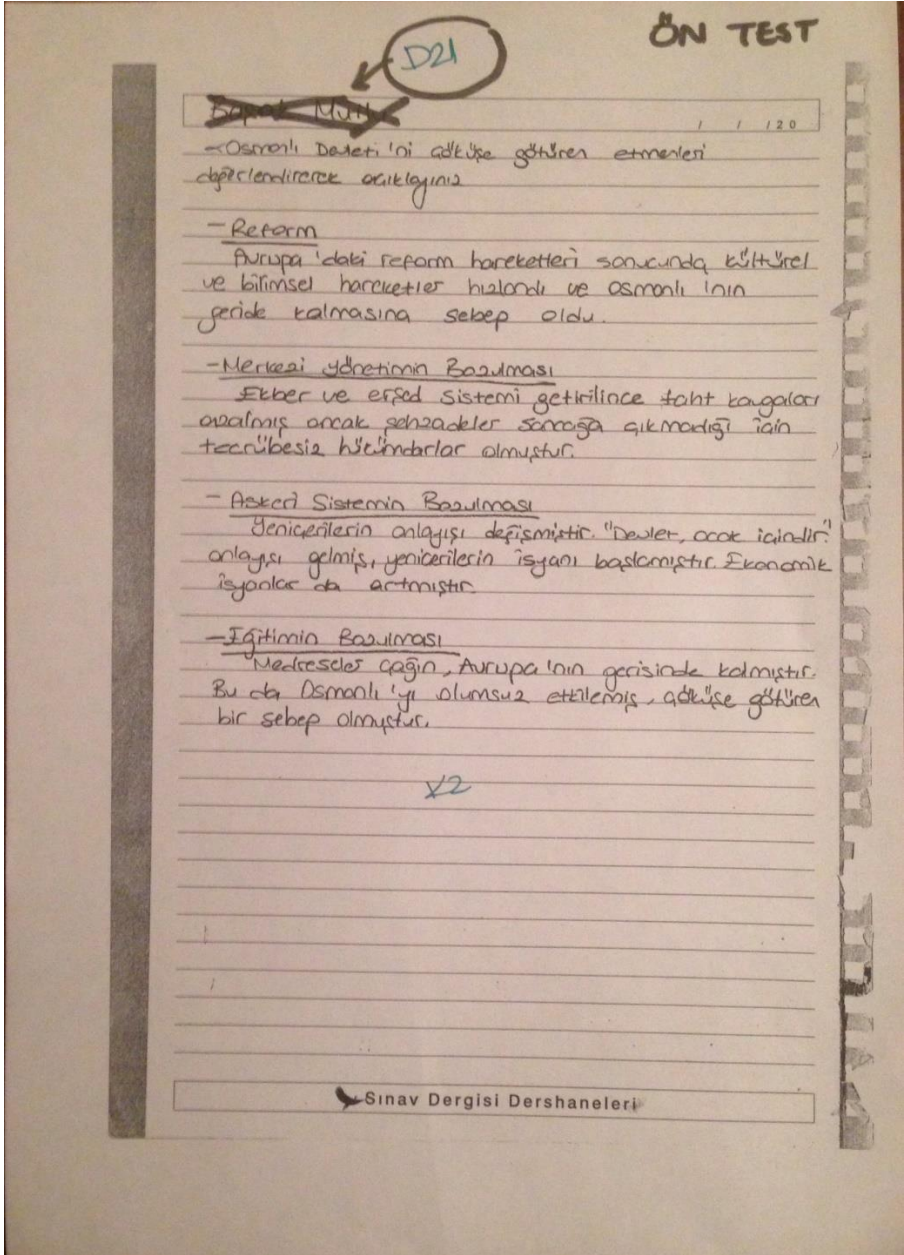 ÖN TEST
D21
/ / 120
-Osmanlı Devleti'ni çöküşe götüren etmenleri
değerlendirerek açıklayınız
- Reform
Avrupa'daki reform hareketleri sonucunda kültürel
ve bilimsel hareketler hızlandı ve Osmanlı'nın
geride kalmasına sebep oldu.
-Merkezi yönetimin Bozulması
Ekber ve erşed sistemi getirilince taht kavgaları
azalmış ancak şehzadeler sancağa çıkmadığı için
tecrübesiz hükümdarlar olmuştur.
- Askeri Sistemin Bozulması
Yeniçerilerin anlayışı değişmiştir. "Devlet, ocak içindir."
anlayışı gelmiş, yeniçerilerin isyanı başlamıştır. Ekonomik
isyanlar da artmıştır.
-Eğitimin Bozulması
Medreseler çağın, Avrupa'nın gerisinde kalmıştır.
Bu da Osmanlı'yı olumsuz etkilemiş, çöküşe götüren
bir sebep olmuştur.
Sınav Dergisi Dershaneleri